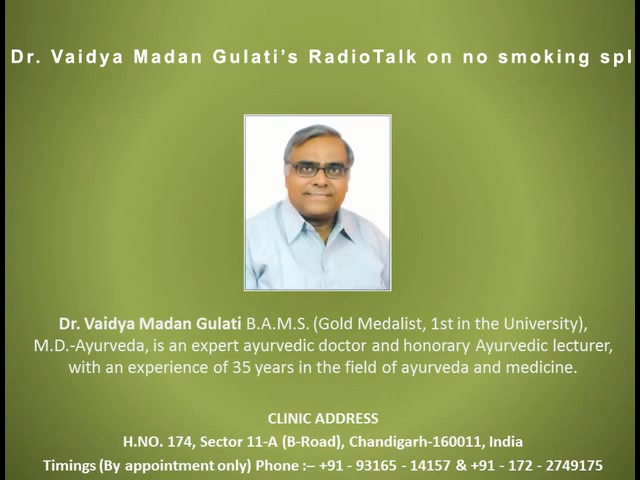 Dr. Vaidya Madan Gulati's RadioTalk on no smoking spl
Dr. Vaidya Madan Gulati B.A.M.S. (Gold Medalist, 1st in the University),
M.D.-Ayurveda, is an expert ayurvedic doctor and honorary Ayurvedic lecturer,
with an experience of 35 years in the field of ayurveda and medicine.
CLINIC ADDRESS
H.NO. 174, Sector 11-A (B-Road), Chandigarh-160011, India
Timings (By appointment only) Phone :– +91 - 93165 - 14157 & +91 - 172 - 2749175